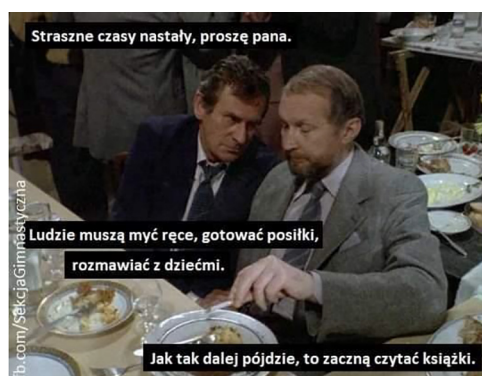 Straszne czasy nastały, proszę pana.
Ludzie muszą myć ręce, gotować posiłki,
rozmawiać z dziećmi.
Jak tak dalej pójdzie, to zaczną czytać książki.
fb.com/SekcjaGimnastyczna